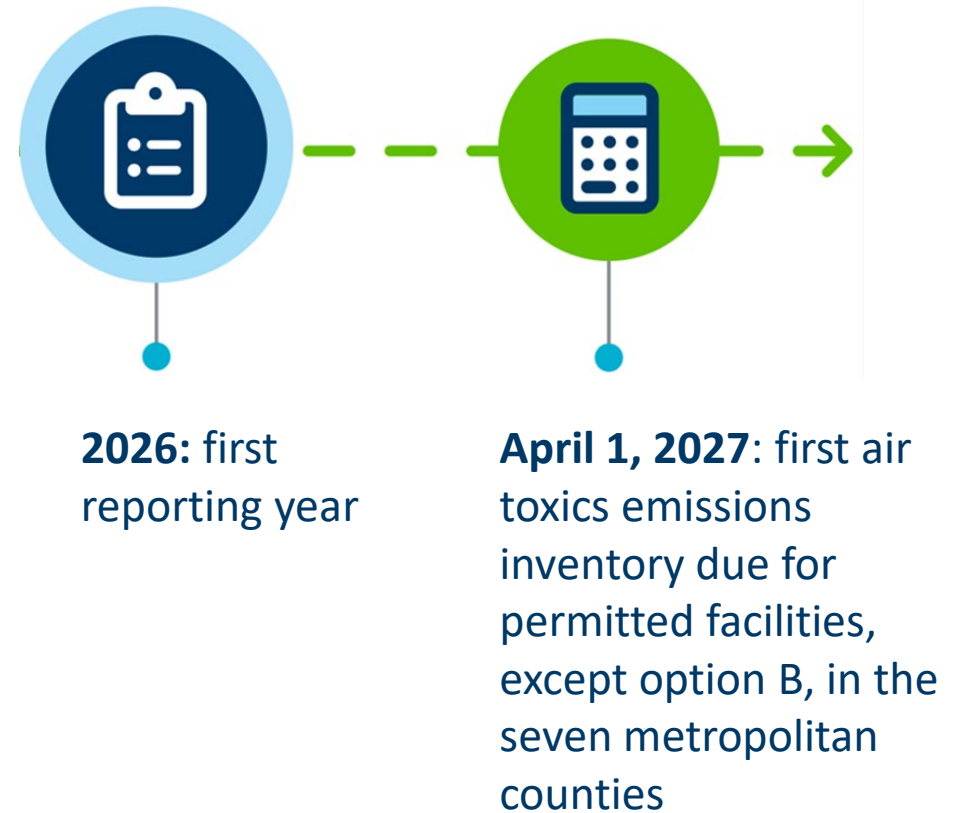 2026: first
reporting year
April 1, 2027: first air
toxics emissions
inventory due for
permitted facilities,
except option B, in the
seven metropolitan
counties